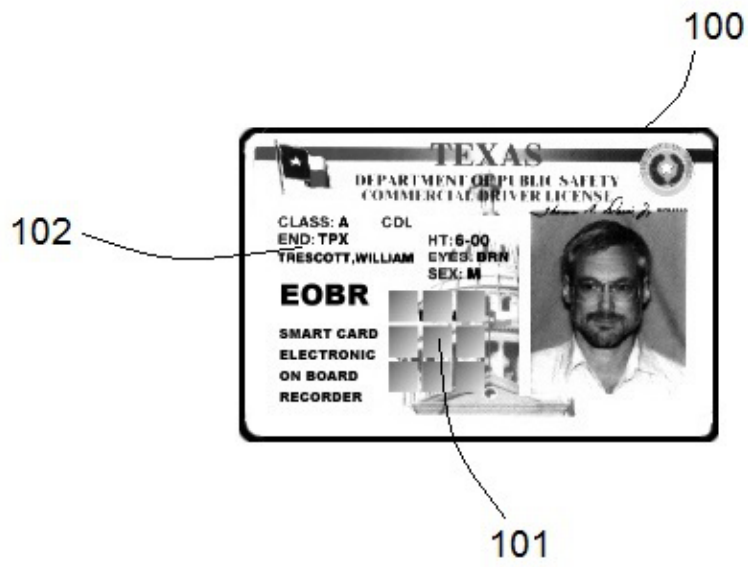 100
TEXAS
DEPARTMENT OF PUBLIC SAFETY
COMMERCIAL DRIVER LICENSE
CLASS: A CDL
102
END: TPX HT: 6-00
TRESCOTT,WILLIAM EYES: BRN
SEX: M
EOBR
SMART CARD
ELECTRONIC
ON BOARD
RECORDER
101